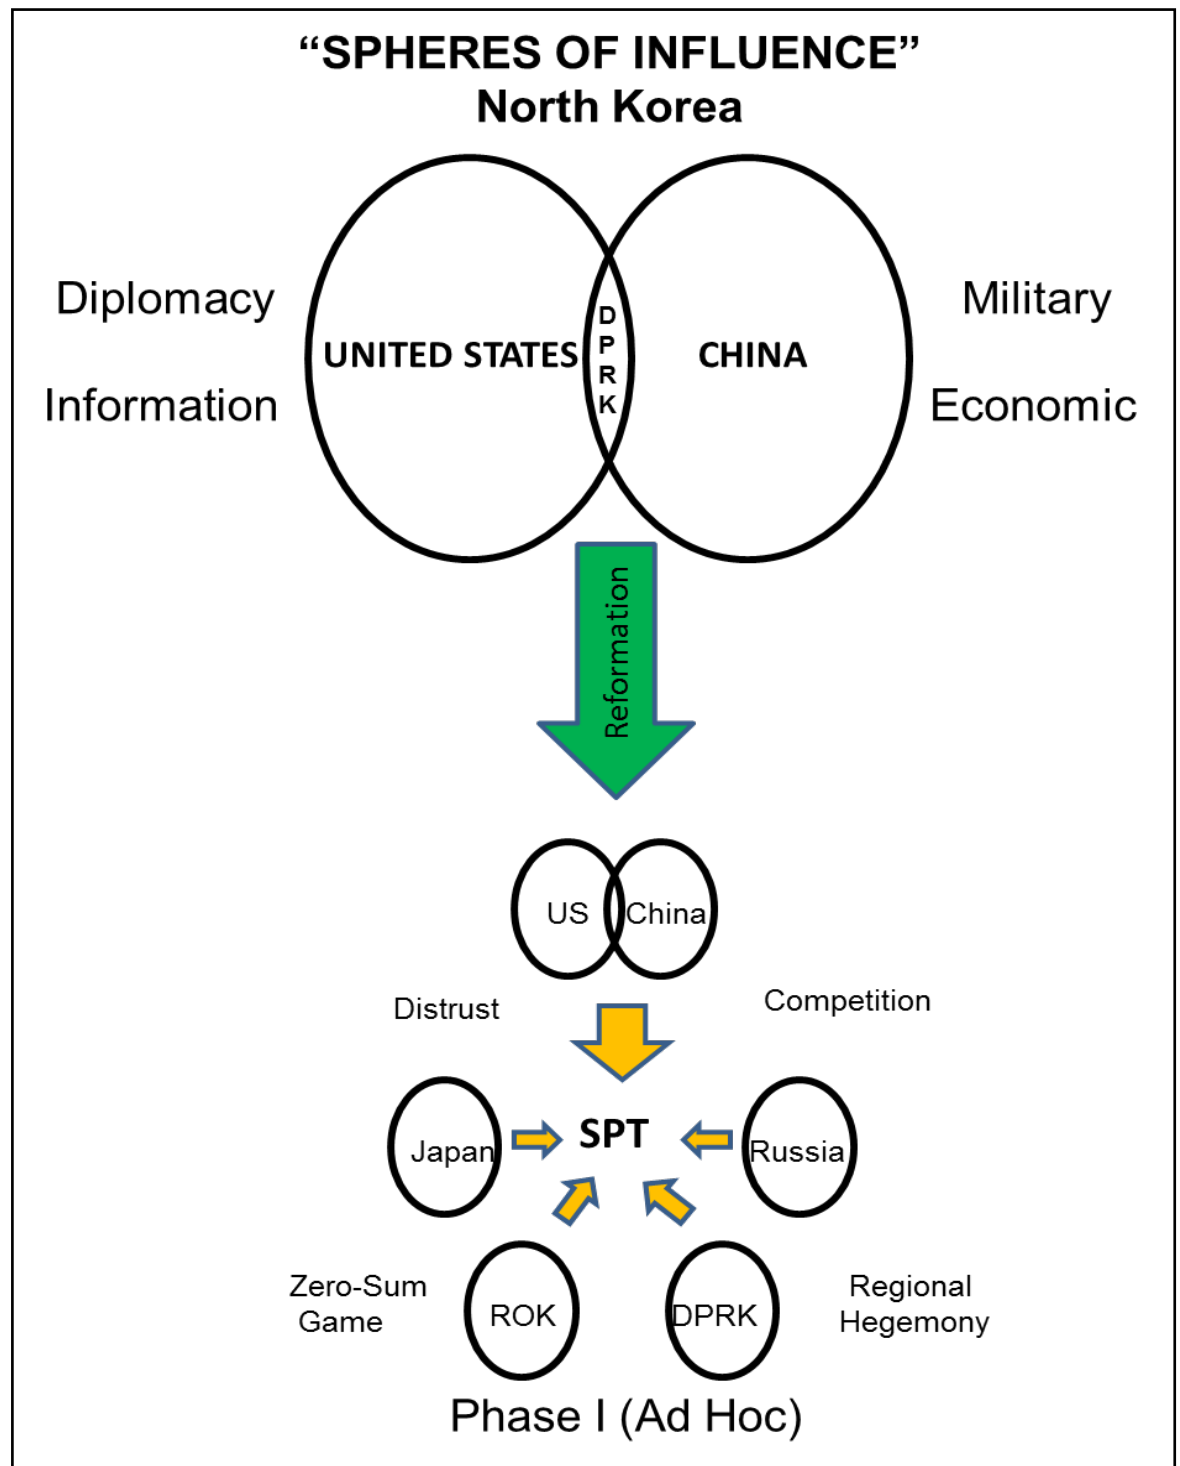 “SPHERES OF INFLUENCE”
North Korea
Diplomacy
Military
UNITED STATES
D
P
R
K
CHINA
Information
Economic
Reformation
US
China
Distrust
Competition
Japan
SPT
Russia
Zero-Sum
Game
ROK
DPRK
Regional
Hegemony
Phase I (Ad Hoc)